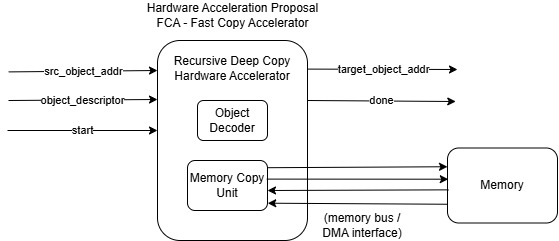 Hardware Acceleration Proposal
FCA - Fast Copy Accelerator
Recursive Deep Copy
Hardware Accelerator
src_object_addr
object_descriptor
start
target_object_addr
done
Object
Decoder
Memory Copy
Unit
Memory
(memory bus /
DMA interface)